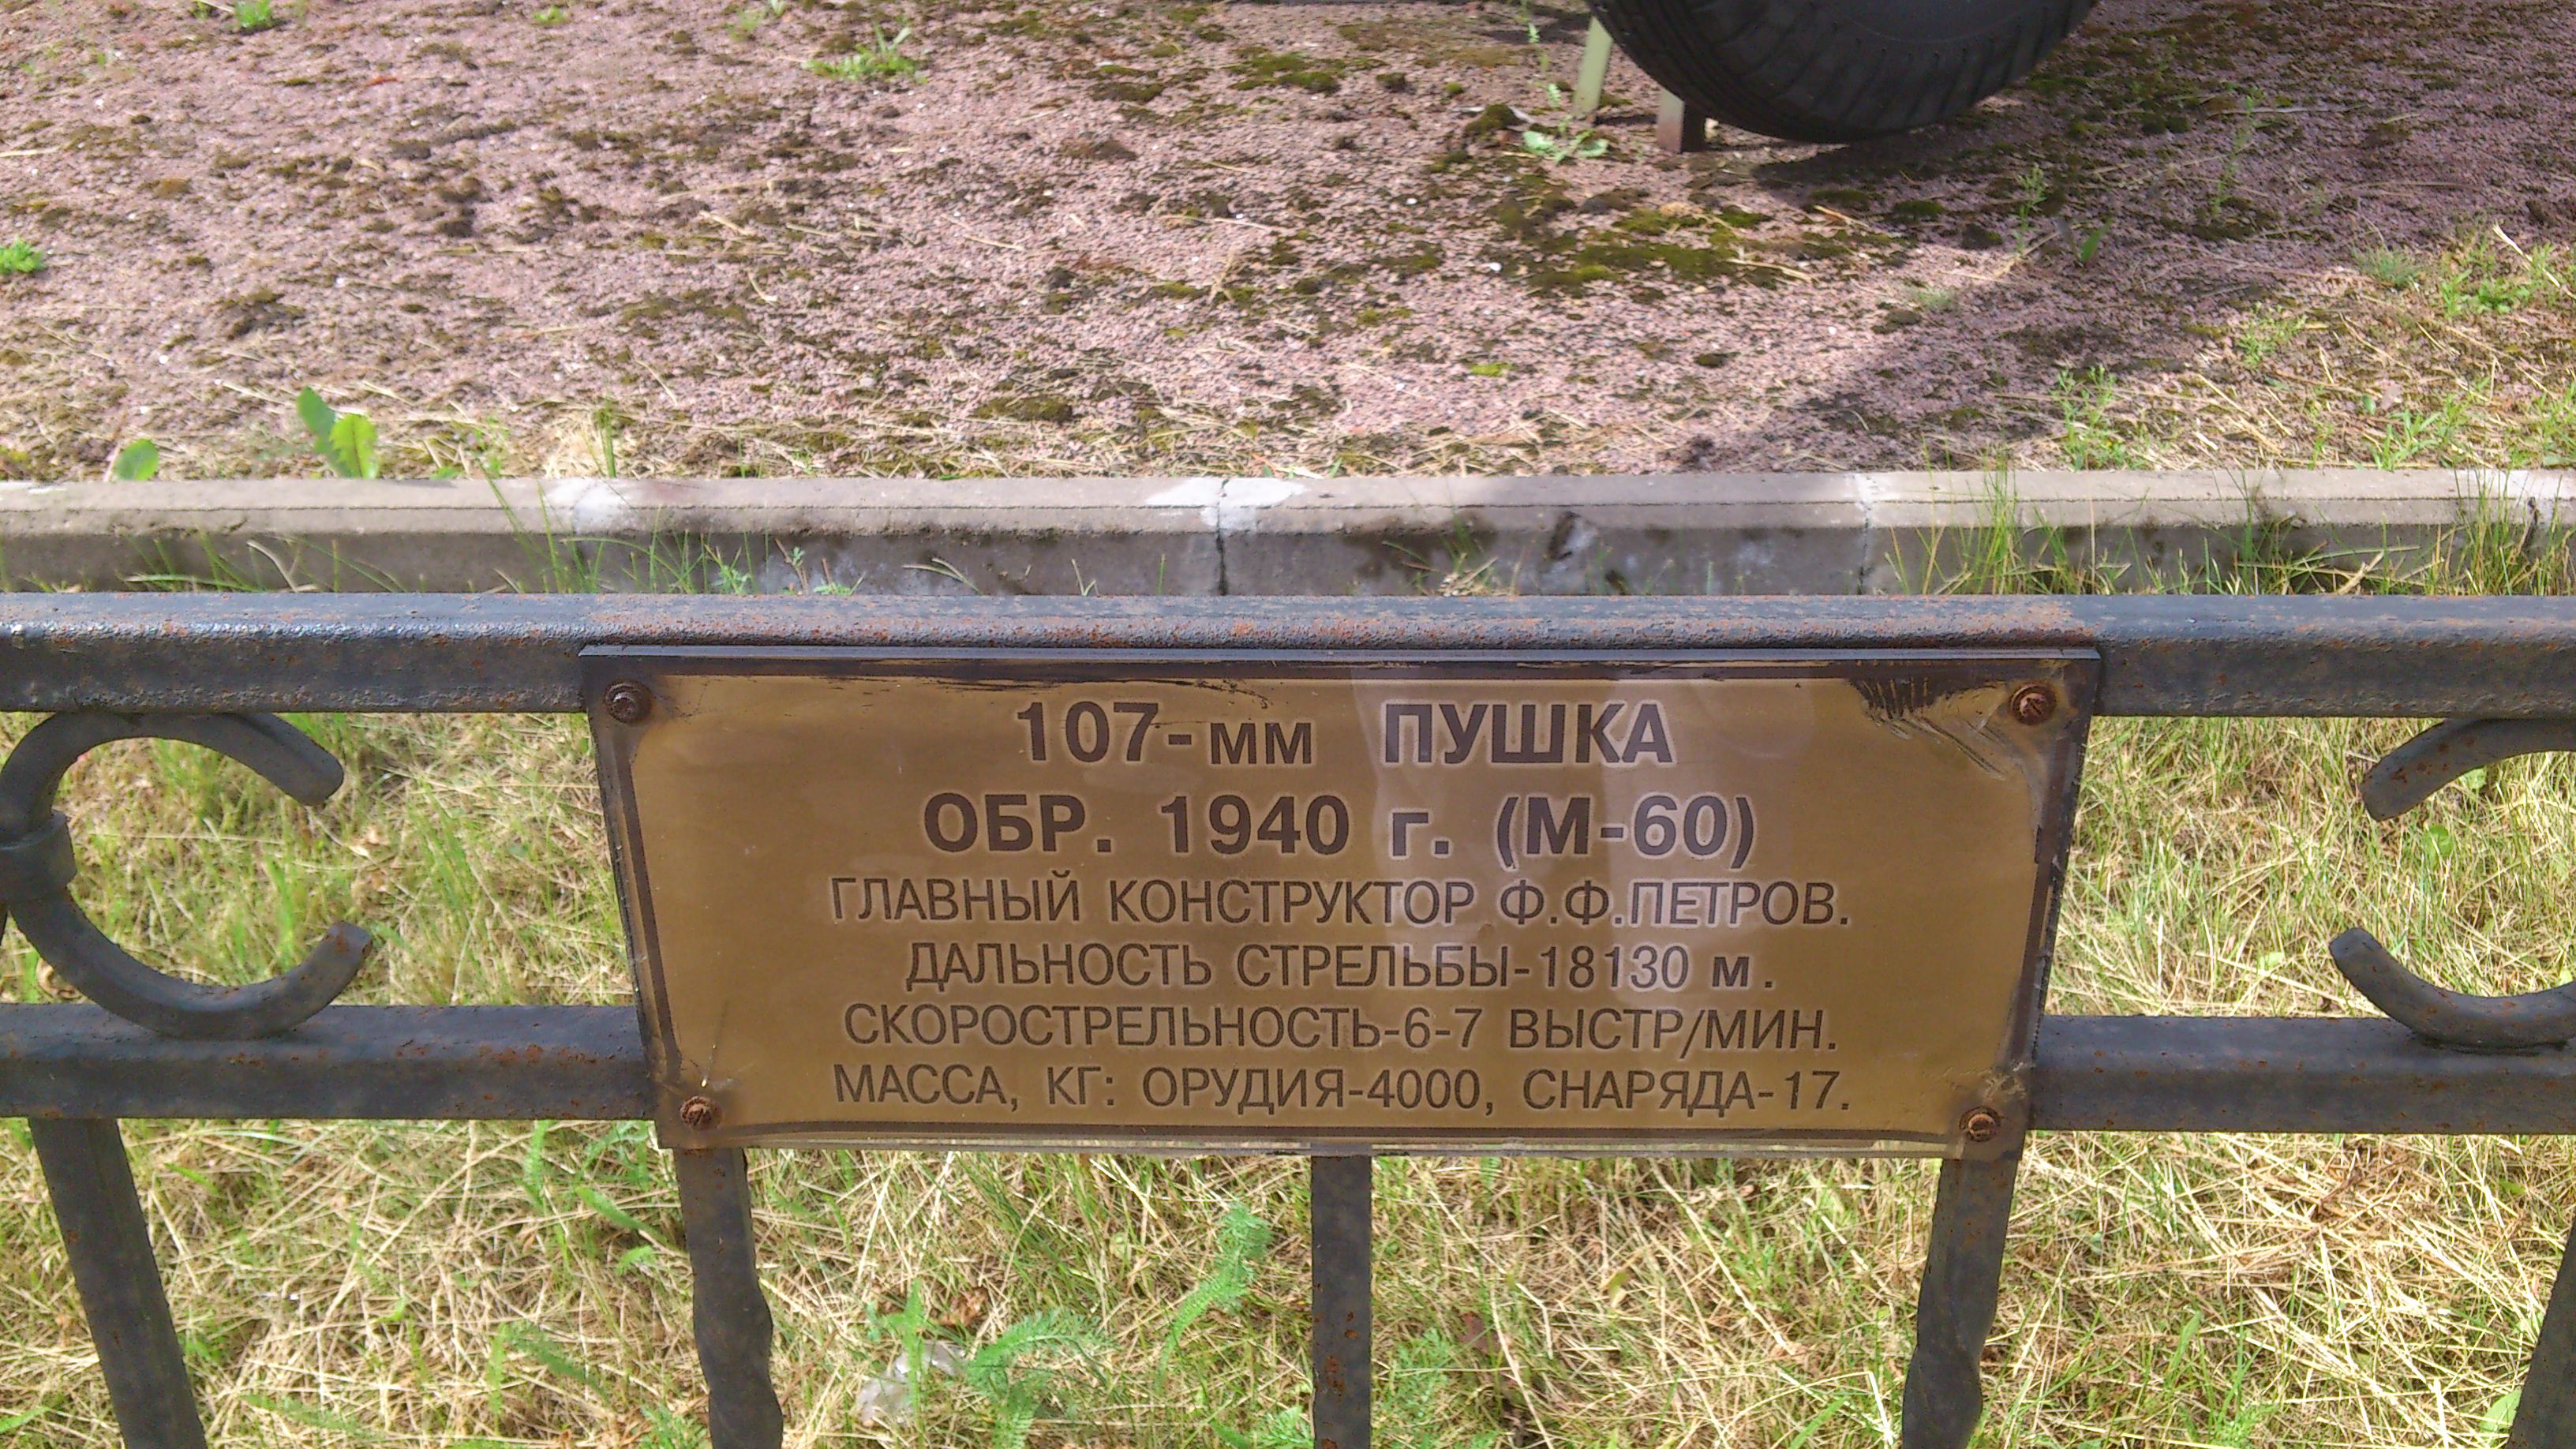 107-мм ПУШКА
ОБР. 1940 г. (М-60)
ГЛАВНЫЙ КОНСТРУКТОР Ф.Ф.ПЕТРОВ.
ДАЛЬНОСТЬ СТРЕЛЬБЫ-18130 м.
СКОРОСТРЕЛЬНОСТЬ-6-7 ВЫСТР/МИН.
МАССА, КГ: ОРУДИЯ-4000, СНАРЯДА-17.